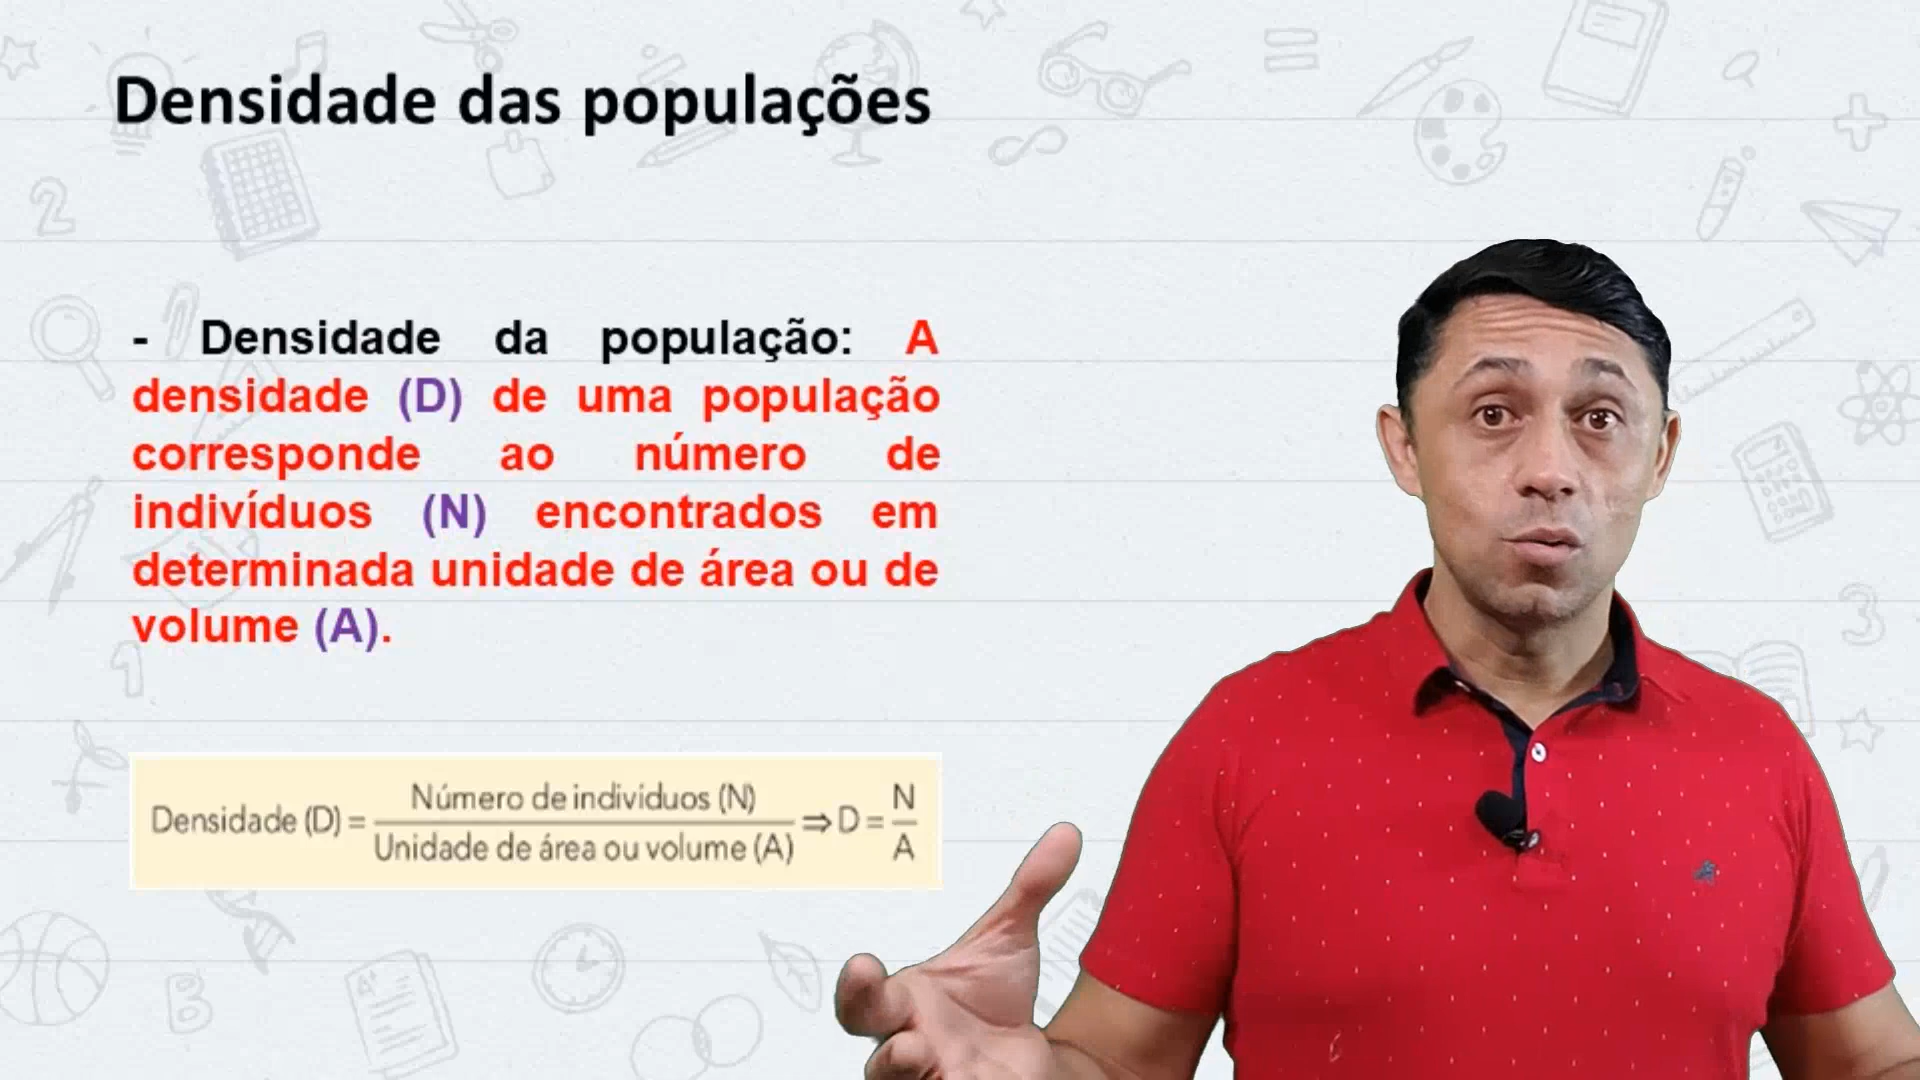 Densidade das populações
- Densidade da população: A
densidade (D) de uma população
corresponde ao número de
indivíduos (N) encontrados em
determinada unidade de área ou de
volume (A).
Densidade (D) = Número de indivíduos (N) / Unidade de área ou volume (A) ⇒ D = N / A